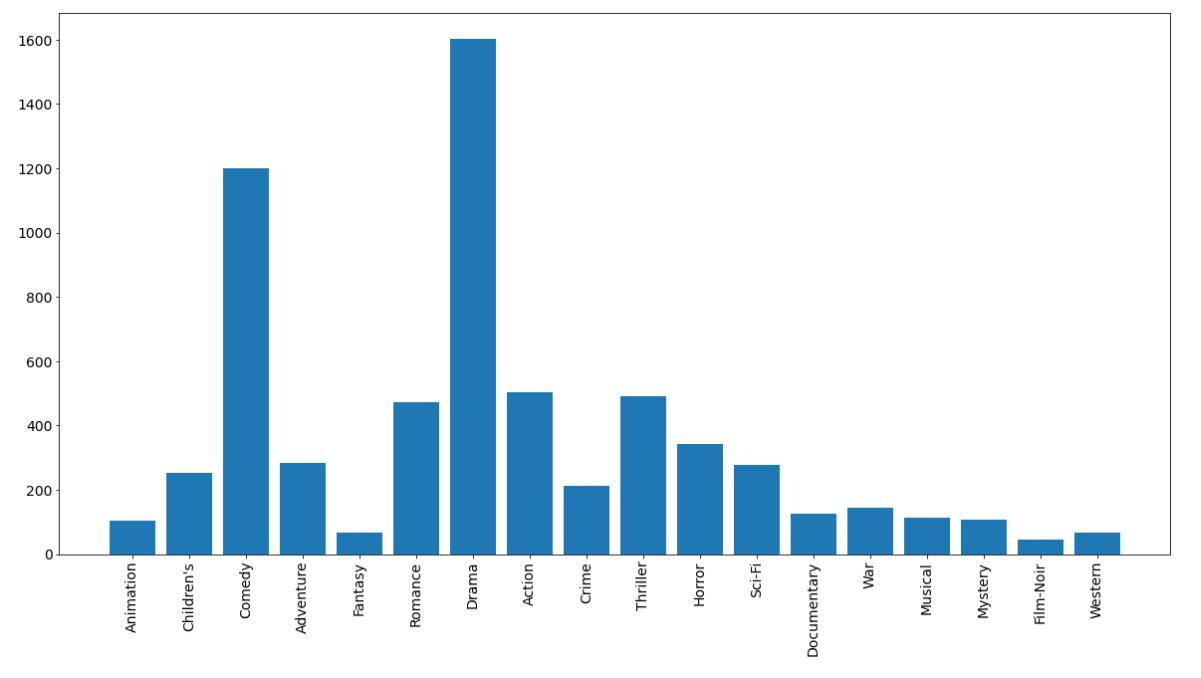 1600
1400
1200
1000
800
600
400
200
0
Animation
Children's
Comedy
Adventure
Fantasy
Romance
Drama
Action
Crime
Thriller
Horror
Sci-Fi
Documentary
War
Musical
Mystery
Film-Noir
Western